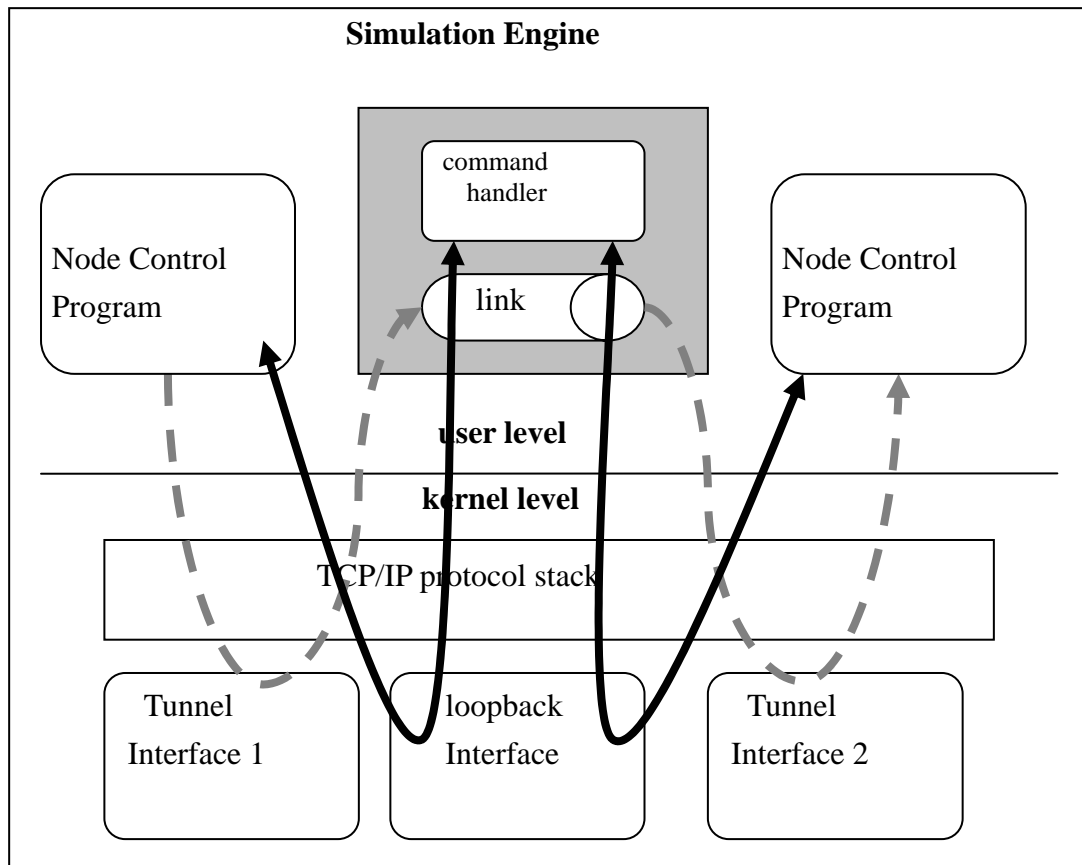 Simulation Engine
command
handler
Node Control
Program
link
Node Control
Program
user level
kernel level
TCP/IP protocol stack
Tunnel
Interface 1
loopback
Interface
Tunnel
Interface 2